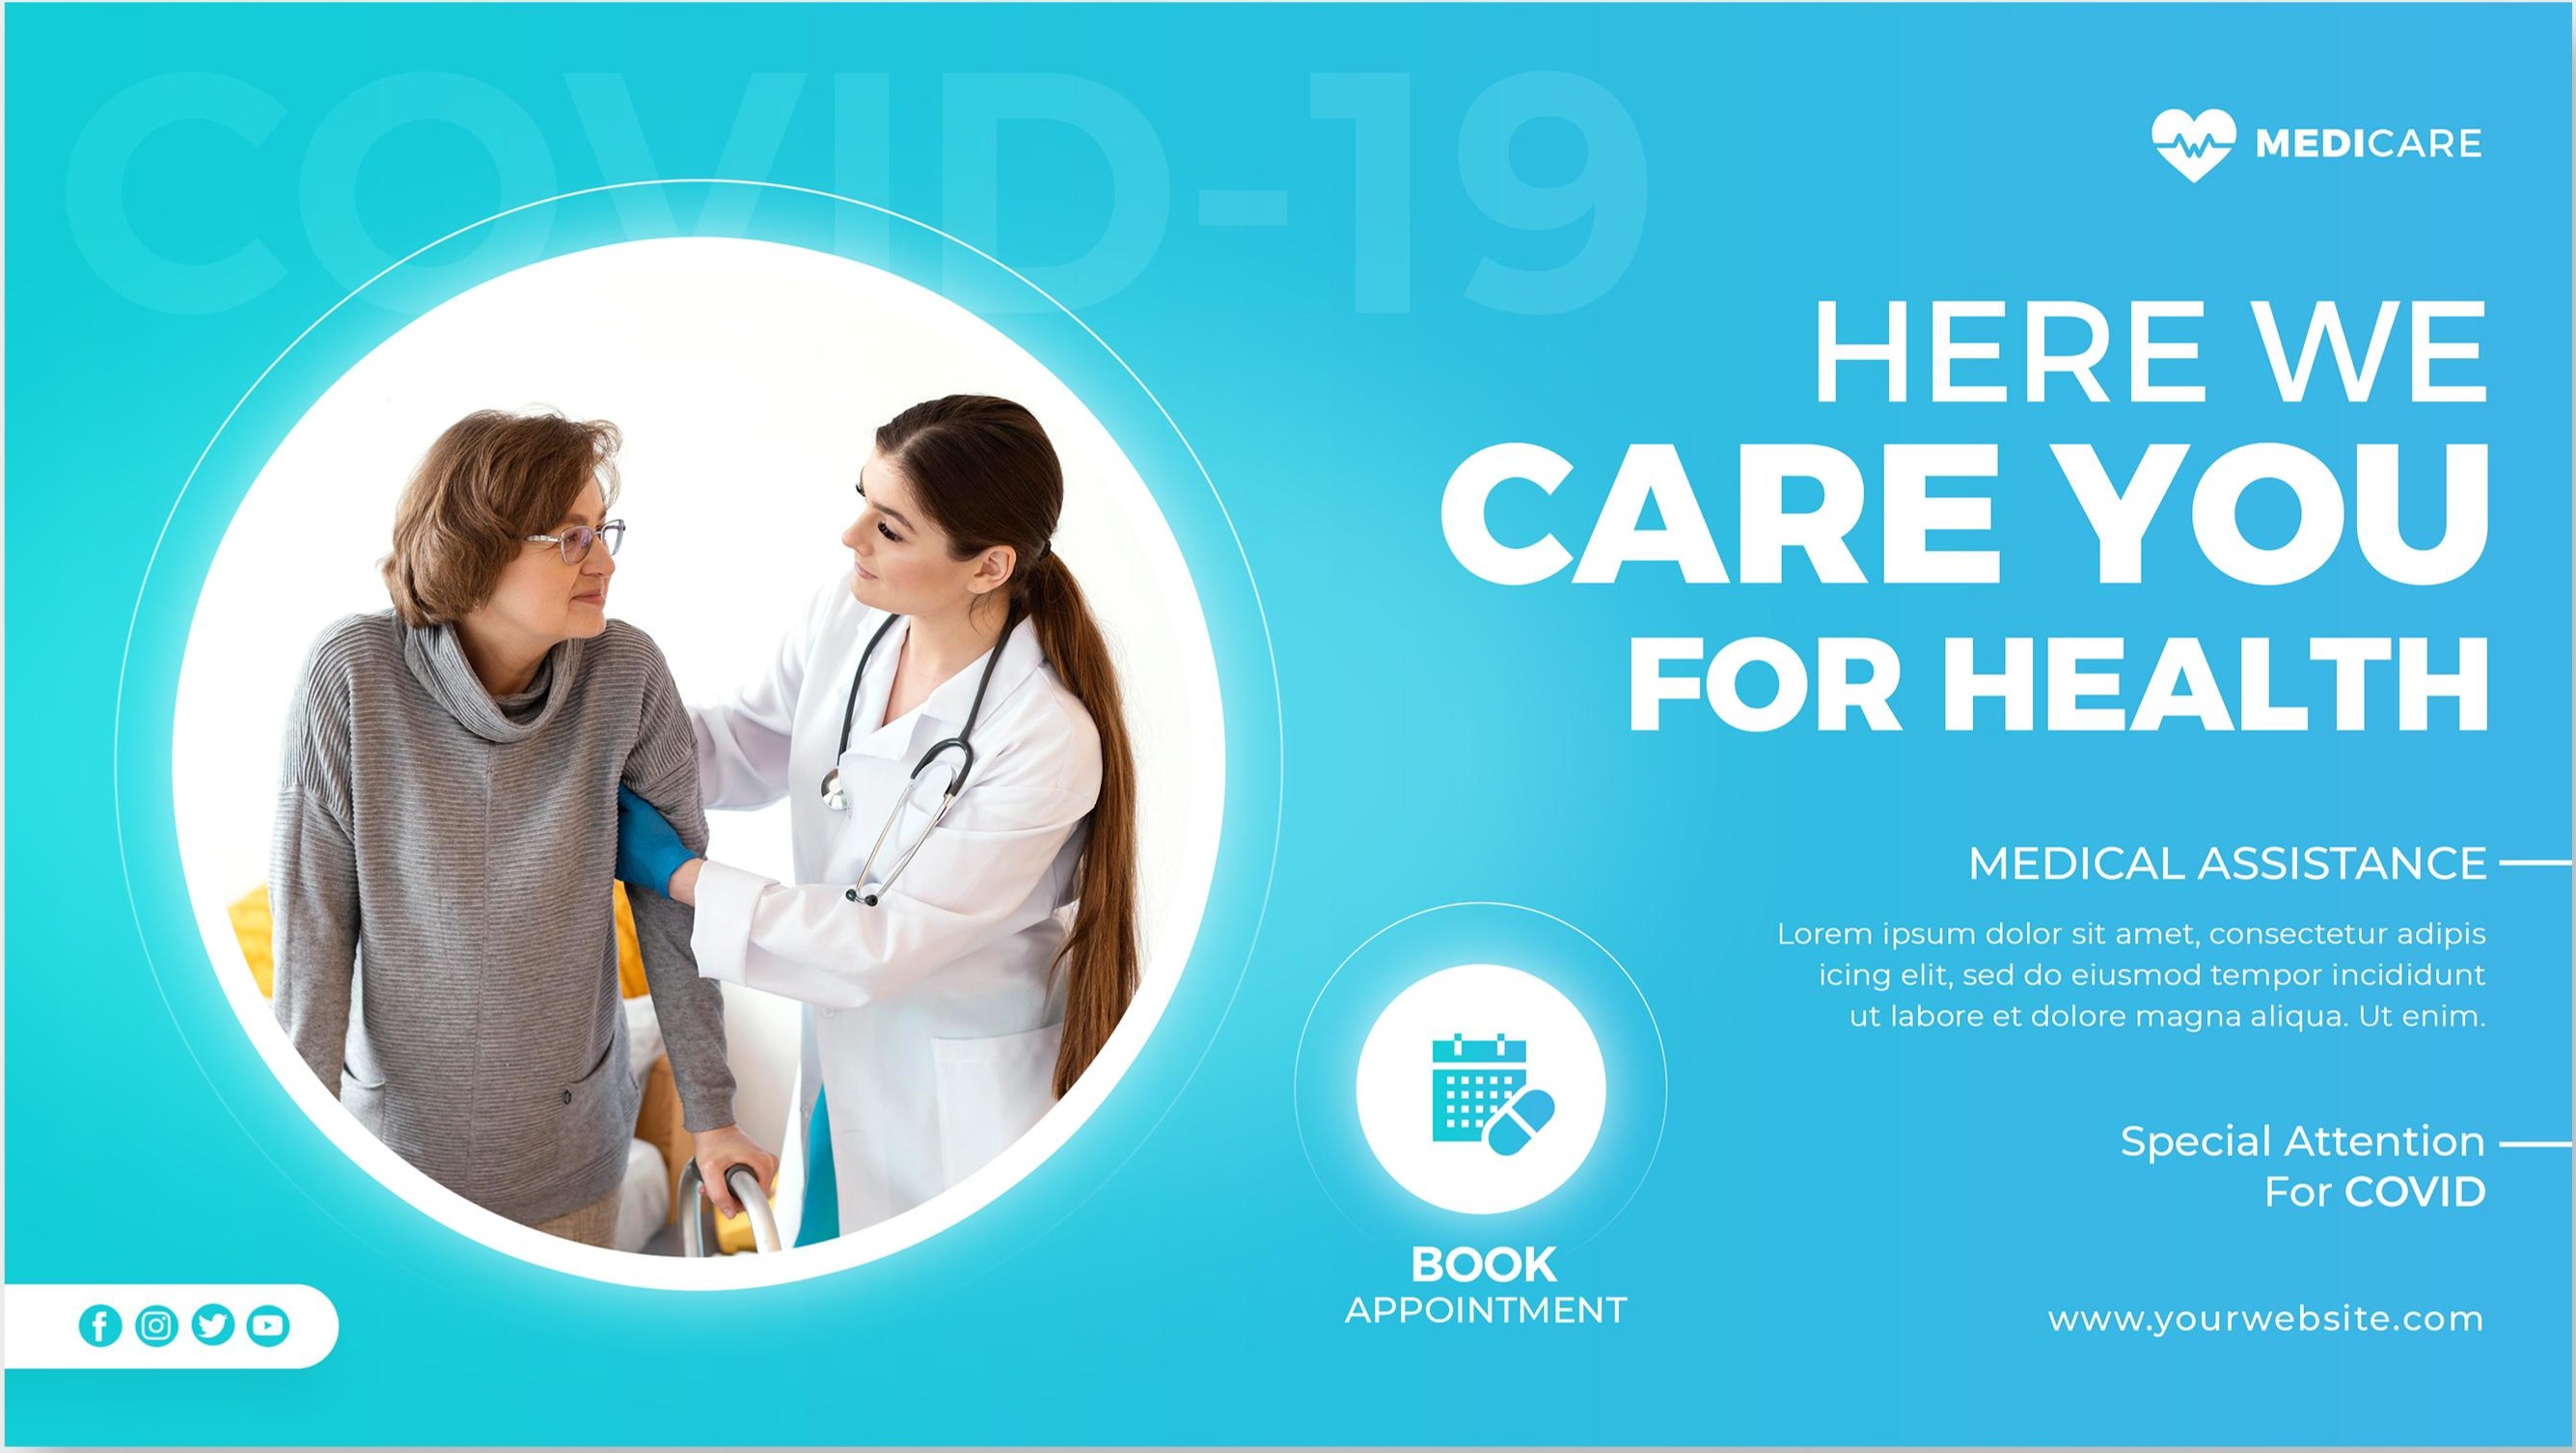 COVID-19
MEDICARE
HERE WE
CARE YOU
FOR HEALTH
MEDICAL ASSISTANCE
Lorem ipsum dolor sit amet, consectetur adipis
icing elit, sed do eiusmod tempor incididunt
ut labore et dolore magna aliqua. Ut enim.
Special Attention
For COVID
BOOK
APPOINTMENT
www.yourwebsite.com